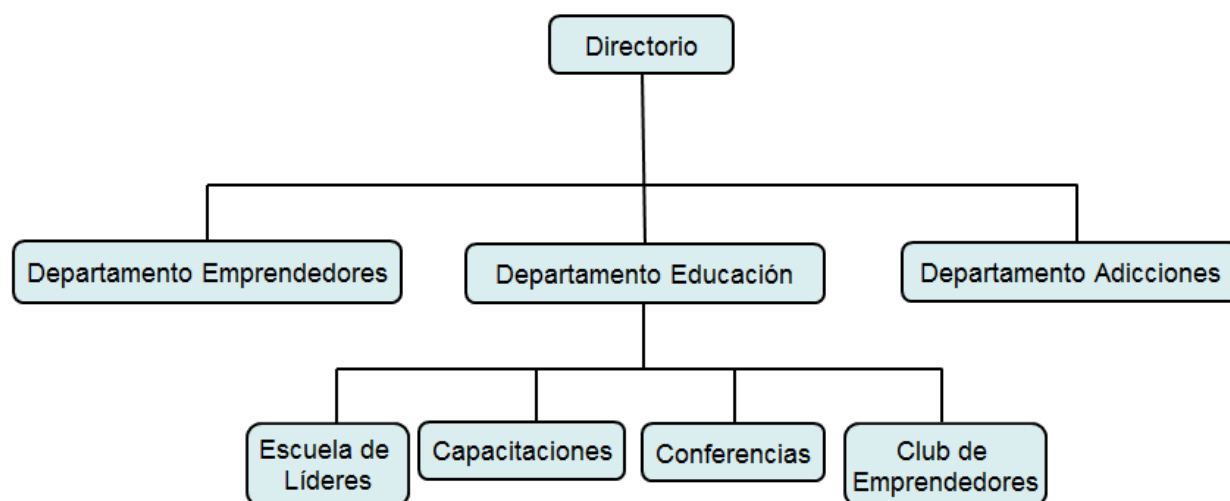 Directorio
Departamento Emprendedores
Departamento Educación
Departamento Adicciones
Escuela de
Líderes
Capacitaciones
Conferencias
Club de
Emprendedores